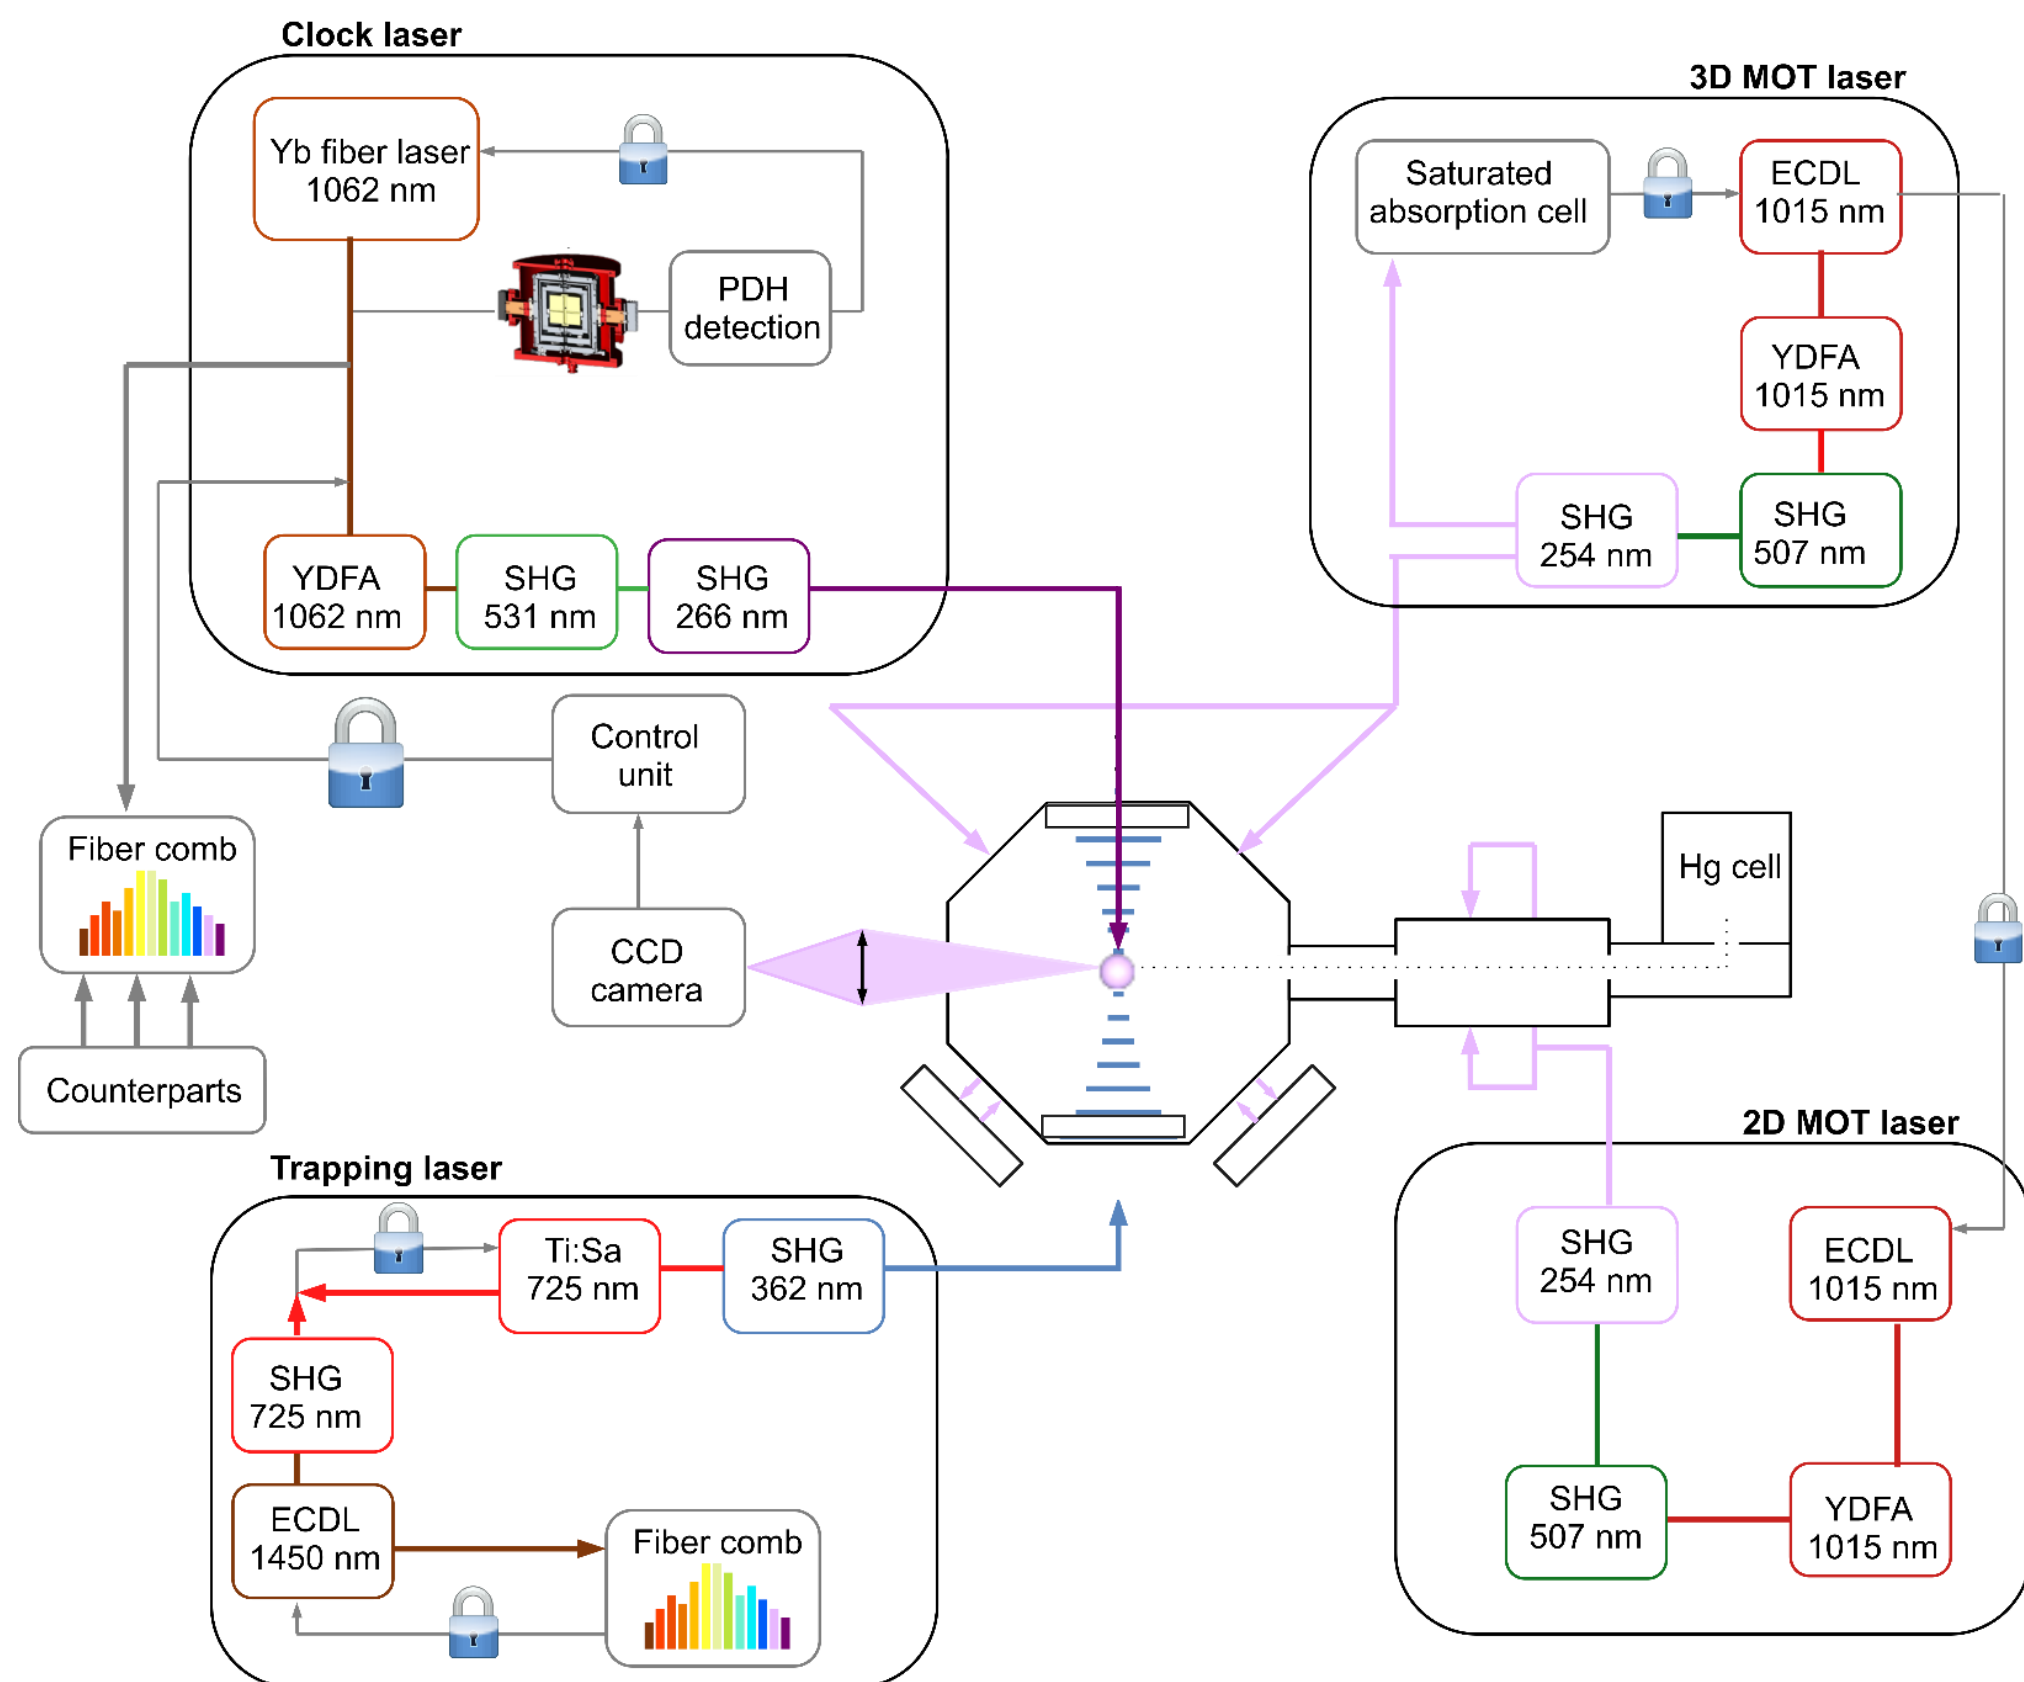 Clock laser
Yb fiber laser
1062 nm
PDH
detection
YDFA
1062 nm
SHG
531 nm
SHG
266 nm
3D MOT laser
Saturated
absorption cell
ECDL
1015 nm
YDFA
1015 nm
SHG
254 nm
SHG
507 nm
Control
unit
Fiber comb
CCD
camera
Counterparts
Hg cell
Trapping laser
Ti:Sa
725 nm
SHG
362 nm
SHG
725 nm
ECDL
1450 nm
Fiber comb
2D MOT laser
SHG
254 nm
ECDL
1015 nm
SHG
507 nm
YDFA
1015 nm